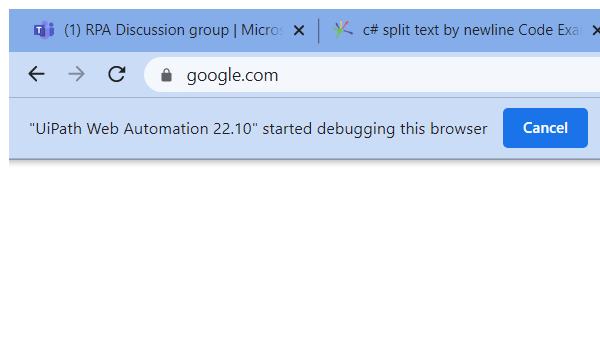 (1) RPA Discussion group | Micros
c# split text by newline Code Exa
google.com
"UiPath Web Automation 22.10" started debugging this browser
Cancel